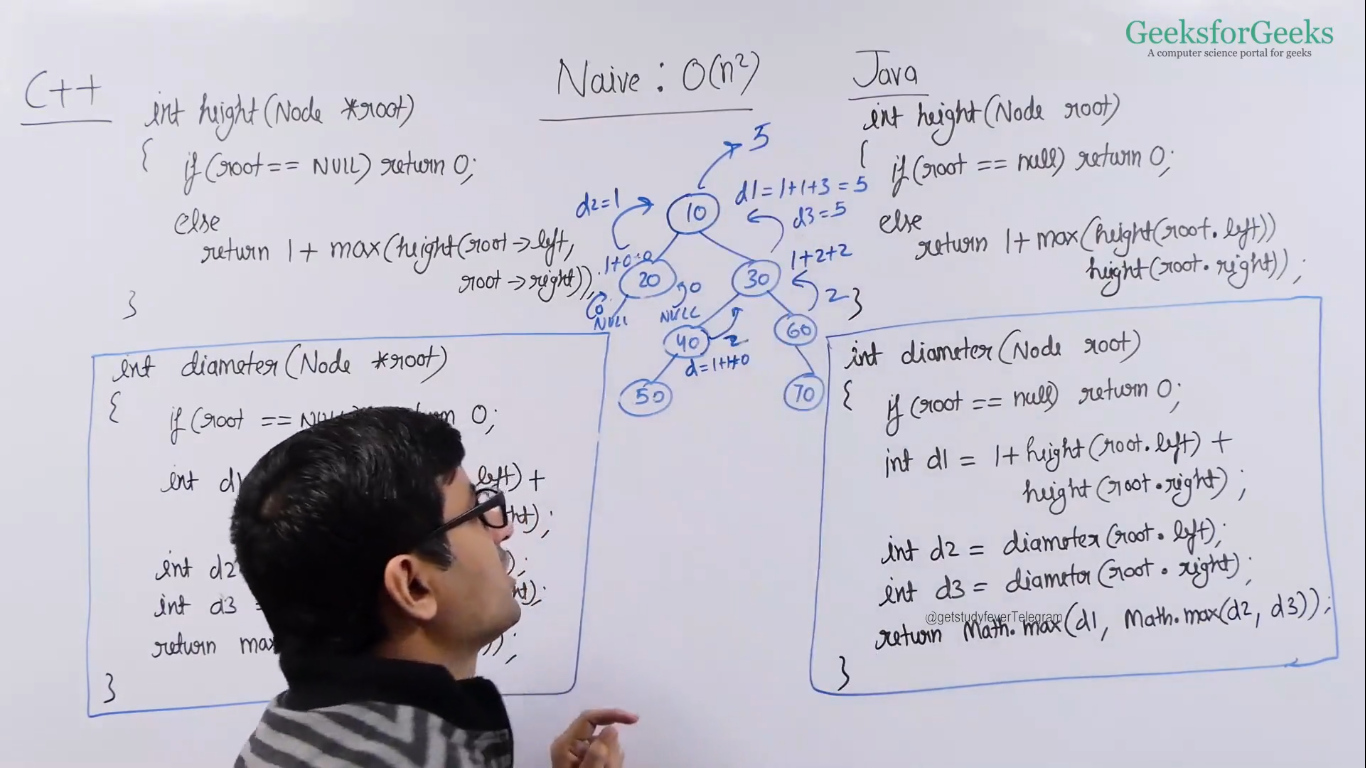 GeeksforGeeks
A computer science portal for geeks
C++
Naive : O(n²)
Java
int height(Node *root)
{ if(root == NULL) return 0;
else
return 1 + max(height(root→left,
root→right));
}
int diameter(Node *root)
{
if(root == 0;
int d1 left) +
int d2
int d3
return max
}
5
10
d1 = 1+1+3 = 5
d3 = 5
d2 = 1
20
0
NULL
0
NULL
30
1+2+2
2
40
2
d = 1+1+0
60
50
70
int height(Node root)
{ if(root == null) return 0;
else
return 1 + max(height(root.left))
height(root.right));
}
int diameter(Node root)
{ if(root == null) return 0;
int d1 = 1 + height(root.left) +
height(root.right);
int d2 = diameter(root.left);
int d3 = diameter(root.right);
@getstudyfeverTelegram
return Math.max(d1, Math.max(d2, d3));
}